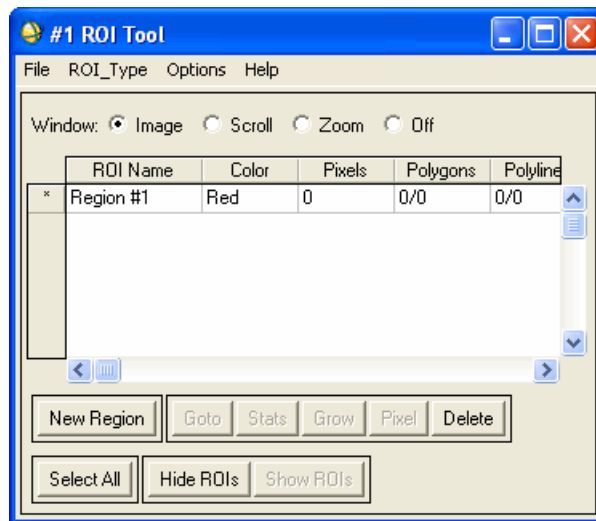 #1 ROI Tool
File ROI_Type Options Help
Window: Image Scroll Zoom Off
ROI Name Color Pixels Polygons Polyline
* Region #1 Red 0 0/0 0/0
New Region Goto Stats Grow Pixel Delete
Select All Hide ROIs Show ROIs